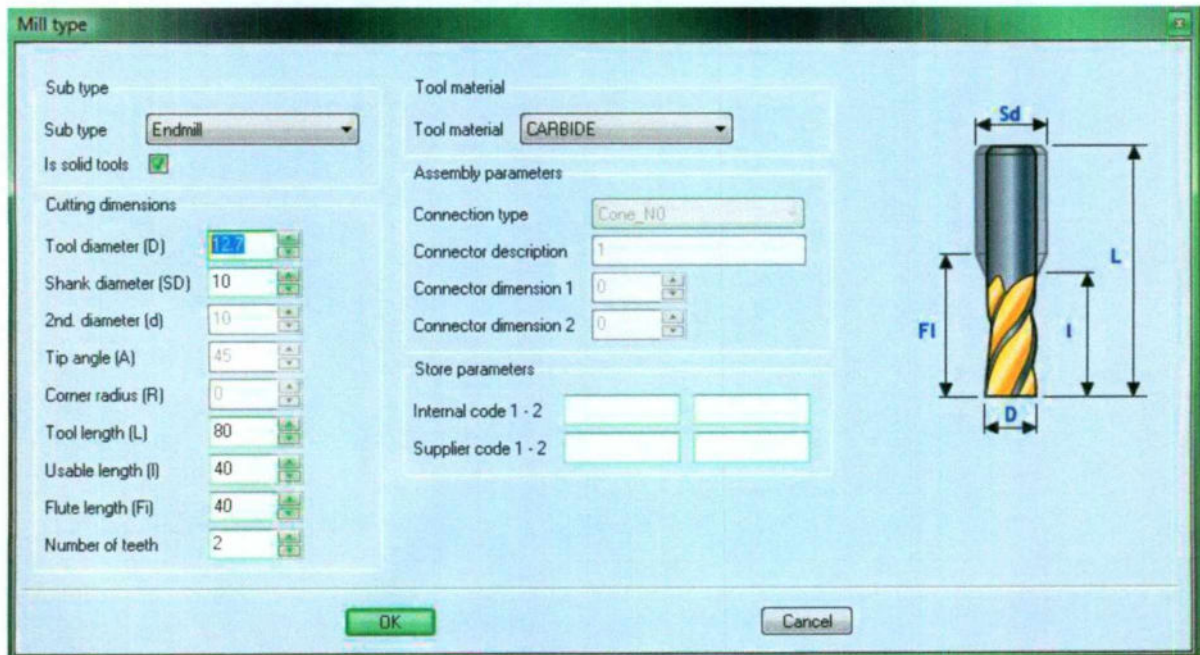 Mill type
Sub type
Sub type Endmill
Is solid tools
Cutting dimensions
Tool diameter (D) 12.7
Shank diameter (SD) 10
2nd. diameter (d) 10
Tip angle (A) 45
Corner radius (R) 0
Tool length (L) 80
Usable length (l) 40
Flute length (Fi) 40
Number of teeth 2
Tool material
Tool material CARBIDE
Assembly parameters
Connection type Cone_N0
Connector description 1
Connector dimension 1 0
Connector dimension 2 0
Store parameters
Internal code 1 - 2
Supplier code 1 - 2
Sd
L
Fl
l
D
OK
Cancel